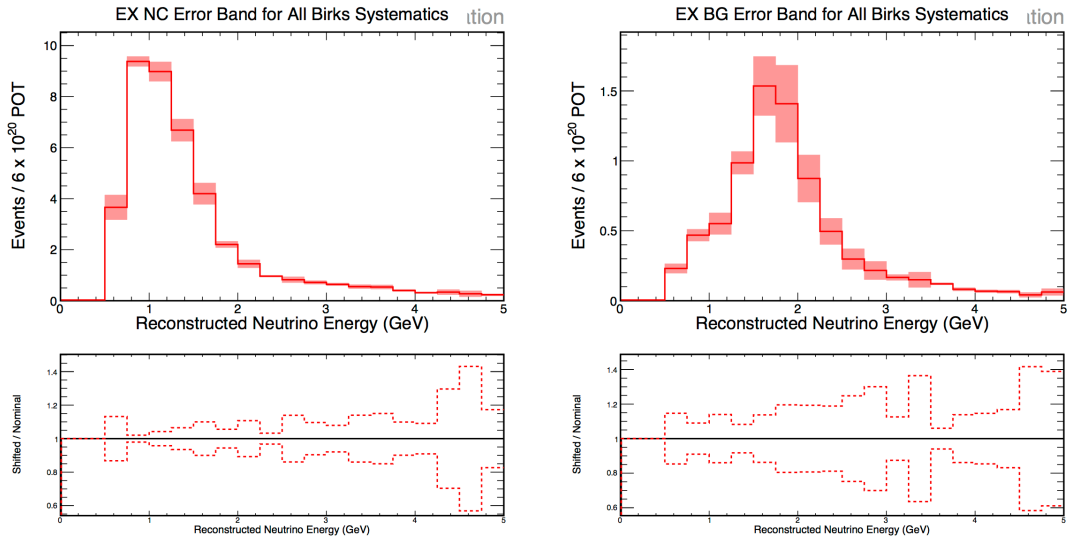 EX NC Error Band for All Birks Systematics
10
8
6
4
2
0
Events / 6 x 10^20 POT
0 1 2 3 4 5
Reconstructed Neutrino Energy (GeV)
1.4
1.2
1
0.8
0.6
Shifted / Nominal
0 1 2 3 4 5
Reconstructed Neutrino Energy (GeV)
EX BG Error Band for All Birks Systematics
1.5
1
0.5
0
Events / 6 x 10^20 POT
0 1 2 3 4 5
Reconstructed Neutrino Energy (GeV)
1.4
1.2
1
0.8
0.6
Shifted / Nominal
0 1 2 3 4 5
Reconstructed Neutrino Energy (GeV)